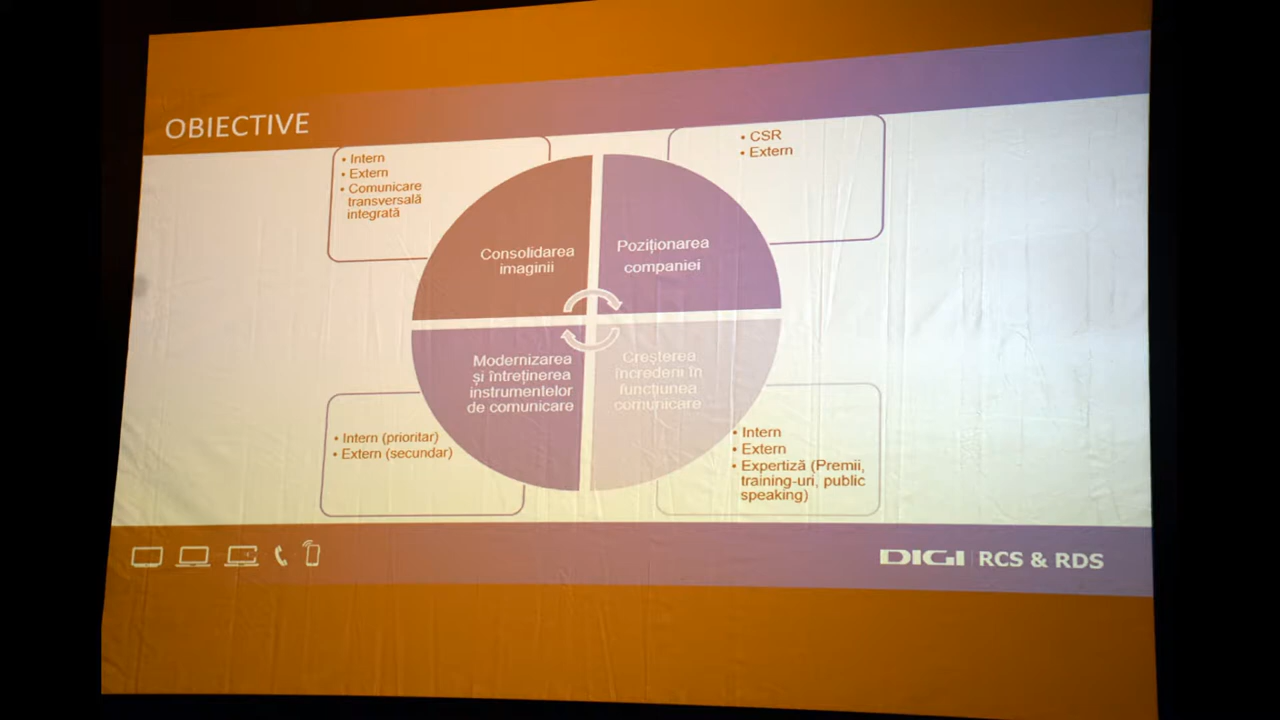 OBIECTIVE
• Intern
• Extern
• Comunicare
transversală
integrată
• CSR
• Extern
Consolidarea
imaginii
Poziționarea
companiei
Modernizarea
și întreținerea
instrumentelor
de comunicare
Creșterea
încrederii în
funcțiunea
comunicare
• Intern (prioritar)
• Extern (secundar)
• Intern
• Extern
• Expertiză (Premii,
training-uri, public
speaking)
DIGI | RCS & RDS